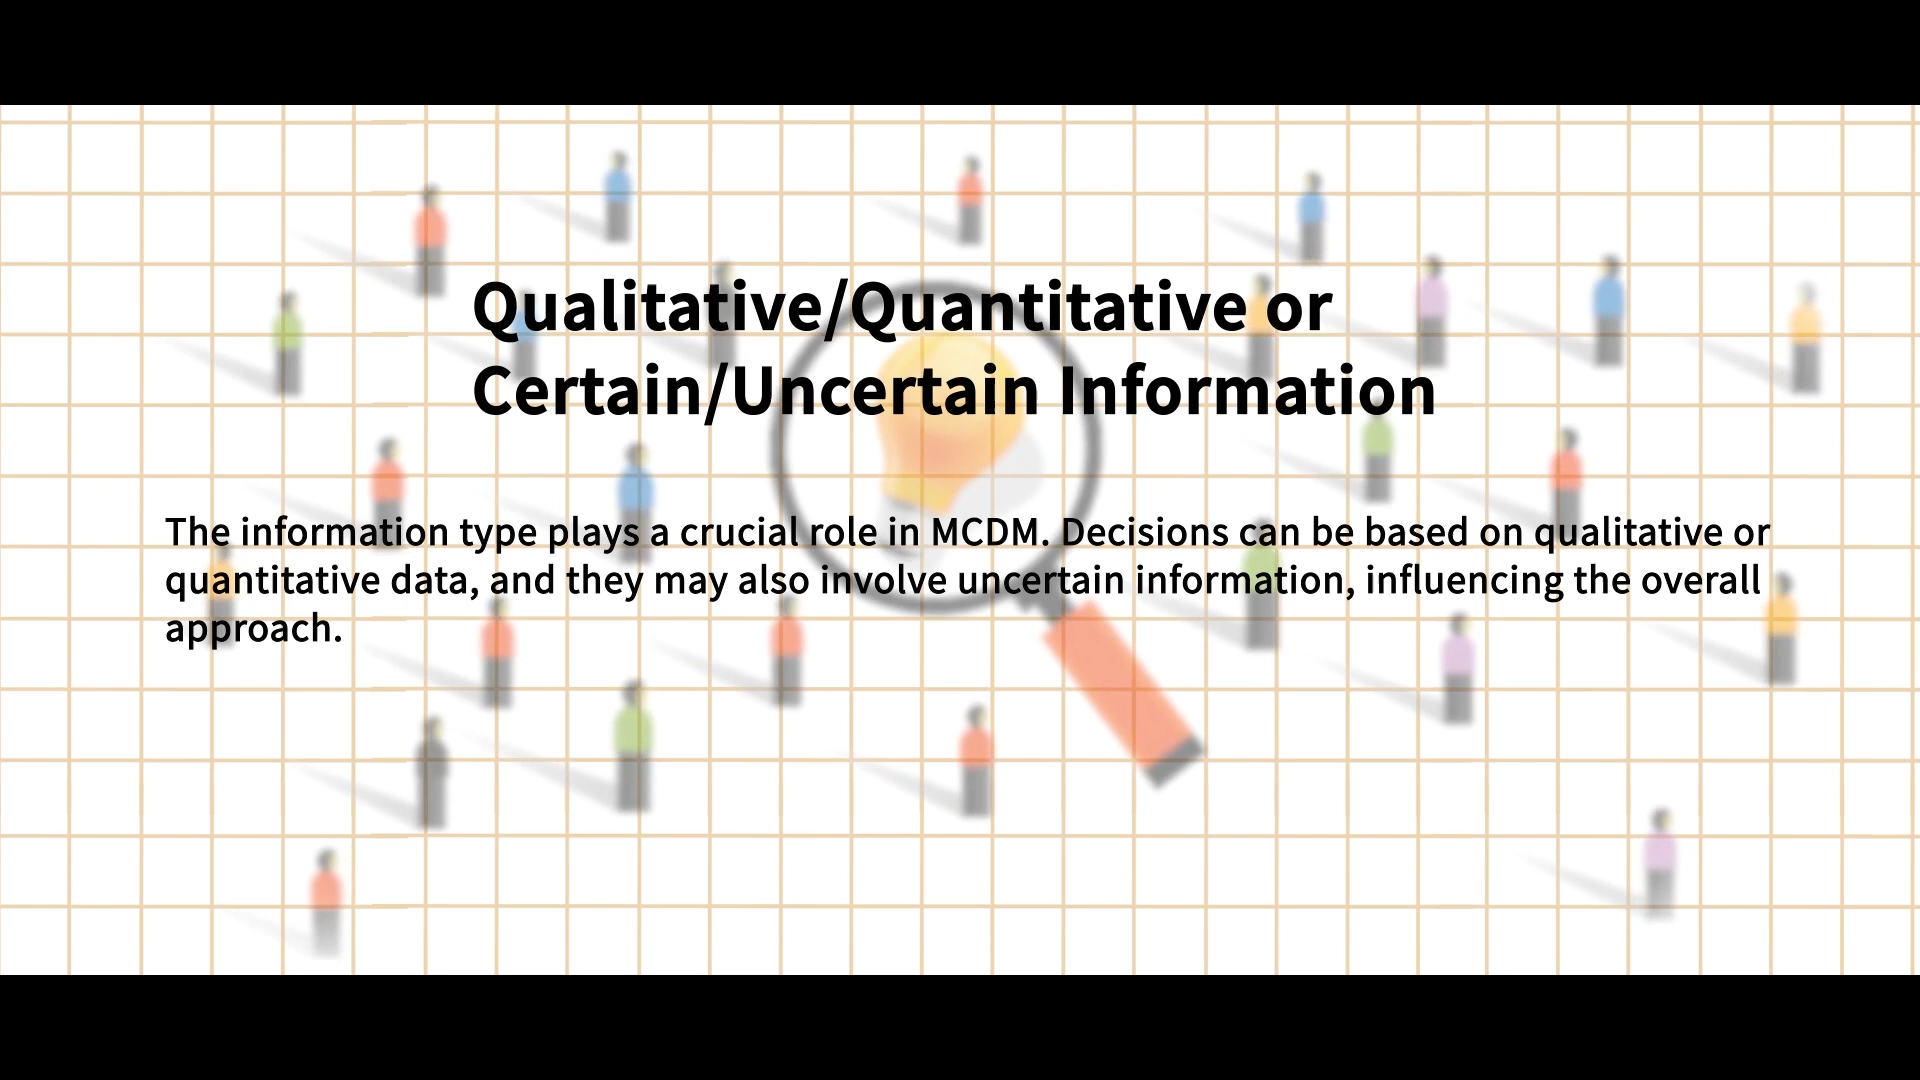 Qualitative/Quantitative or
Certain/Uncertain Information
The information type plays a crucial role in MCDM. Decisions can be based on qualitative or
quantitative data, and they may also involve uncertain information, influencing the overall
approach.